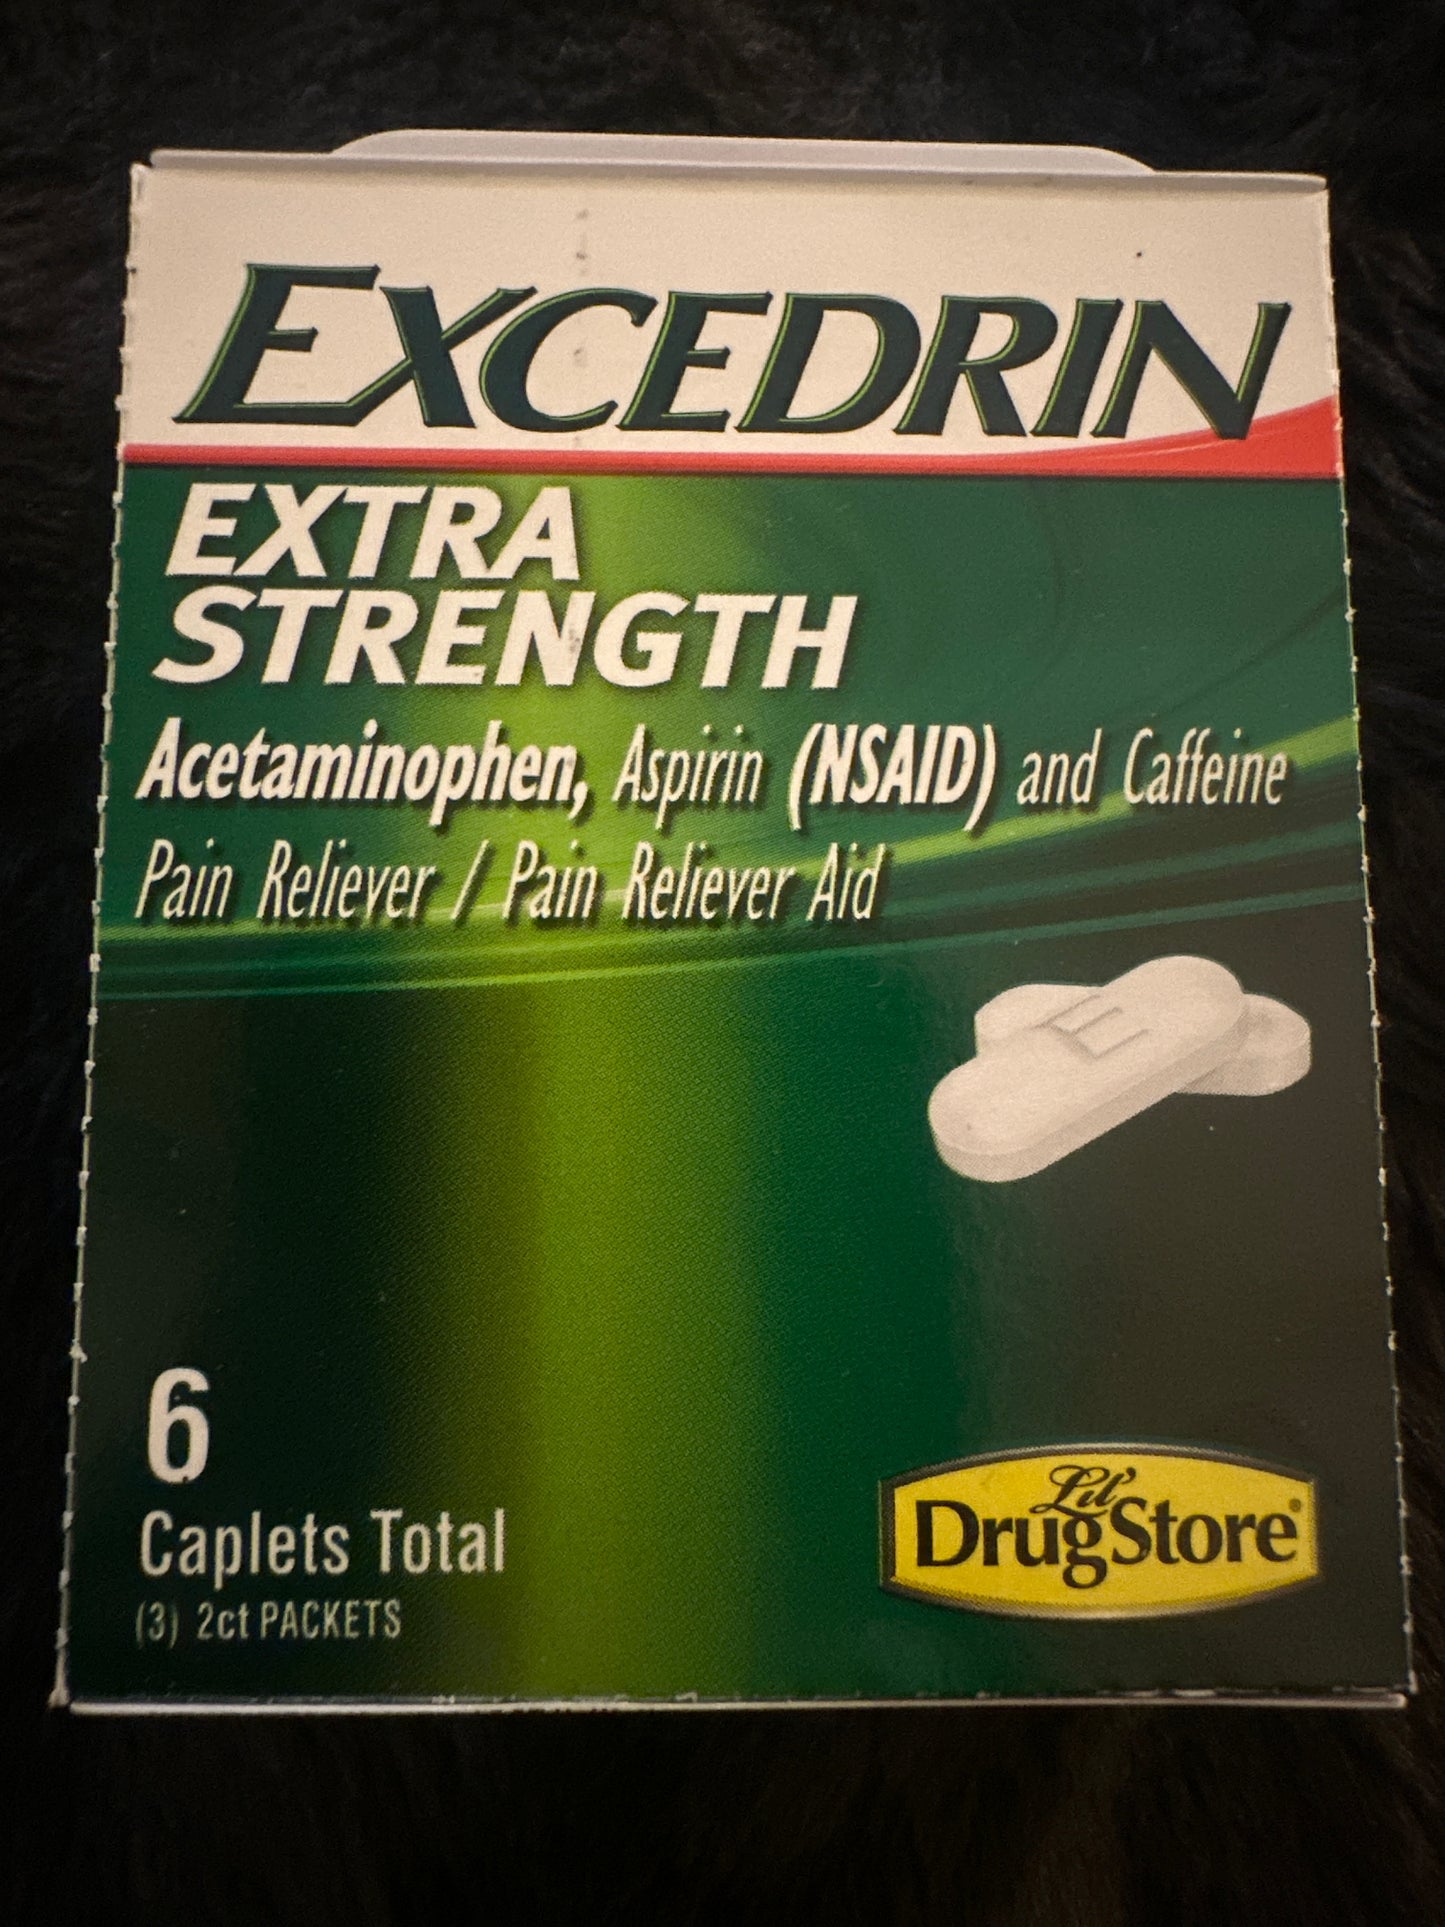 EXCEDRIN
EXTRA
STRENGTH
Acetaminophen, Aspirin (NSAID) and Caffeine
Pain Reliever / Pain Reliever Aid
E
6
Caplets Total
(3) 2ct PACKETS
Lil'
DrugStore®